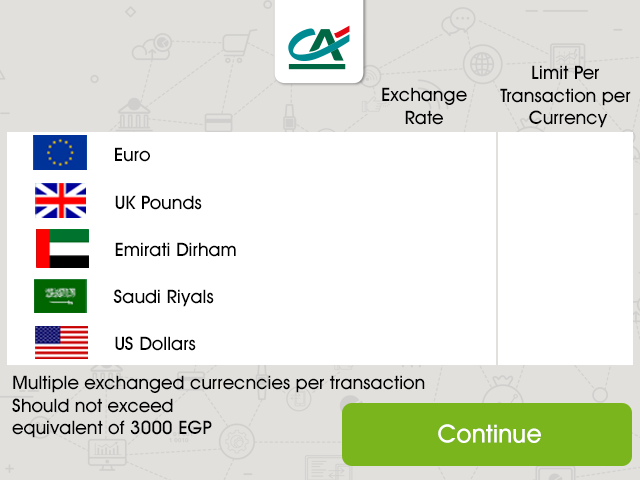 CA
Exchange
Rate
Limit Per
Transaction per
Currency
Euro
UK Pounds
Emirati Dirham
Saudi Riyals
US Dollars
Multiple exchanged currecncies per transaction
Should not exceed
equivalent of 3000 EGP
Continue